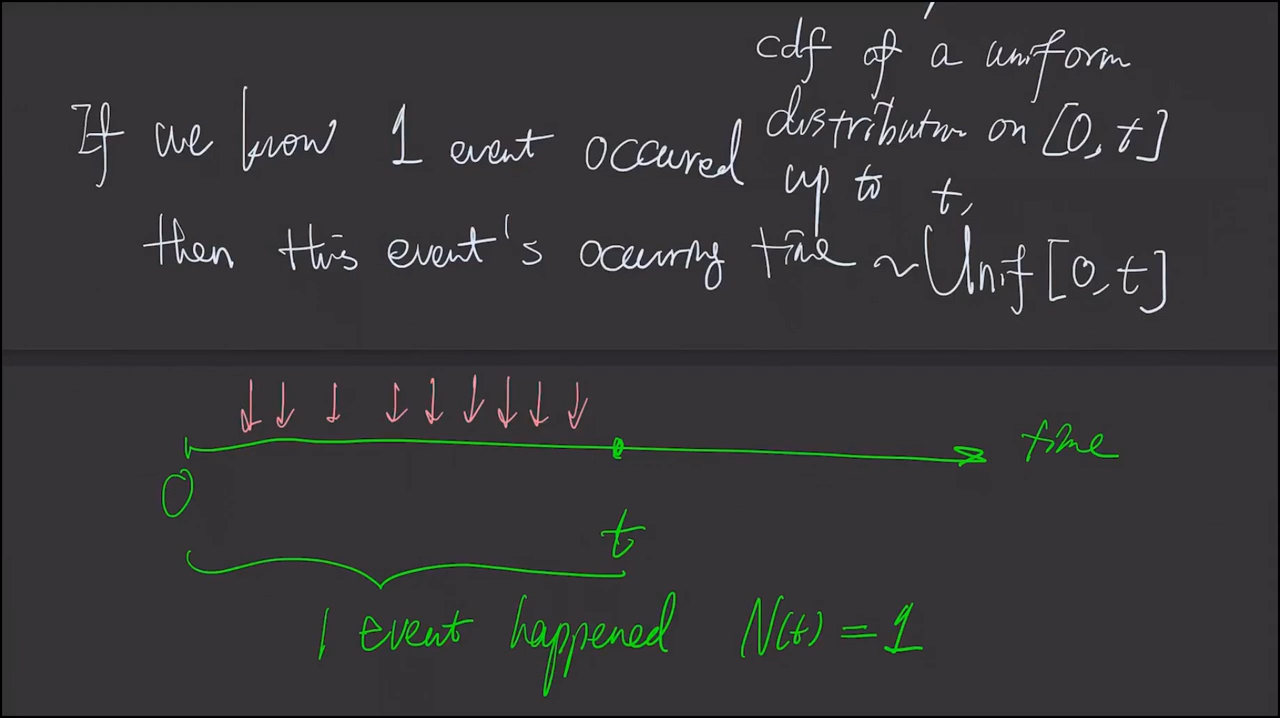 cdf of a uniform
distribution on [0,t]
If we know 1 event occured up to t,
then this event's occuring time ~ Unif [0,t]
time
0
t
1 event happened N(t) = 1